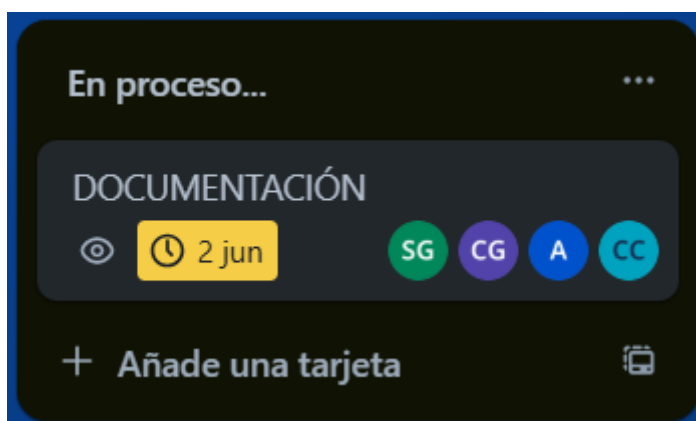 En proceso...
DOCUMENTACIÓN
2 jun SG CG A CC
Añade una tarjeta